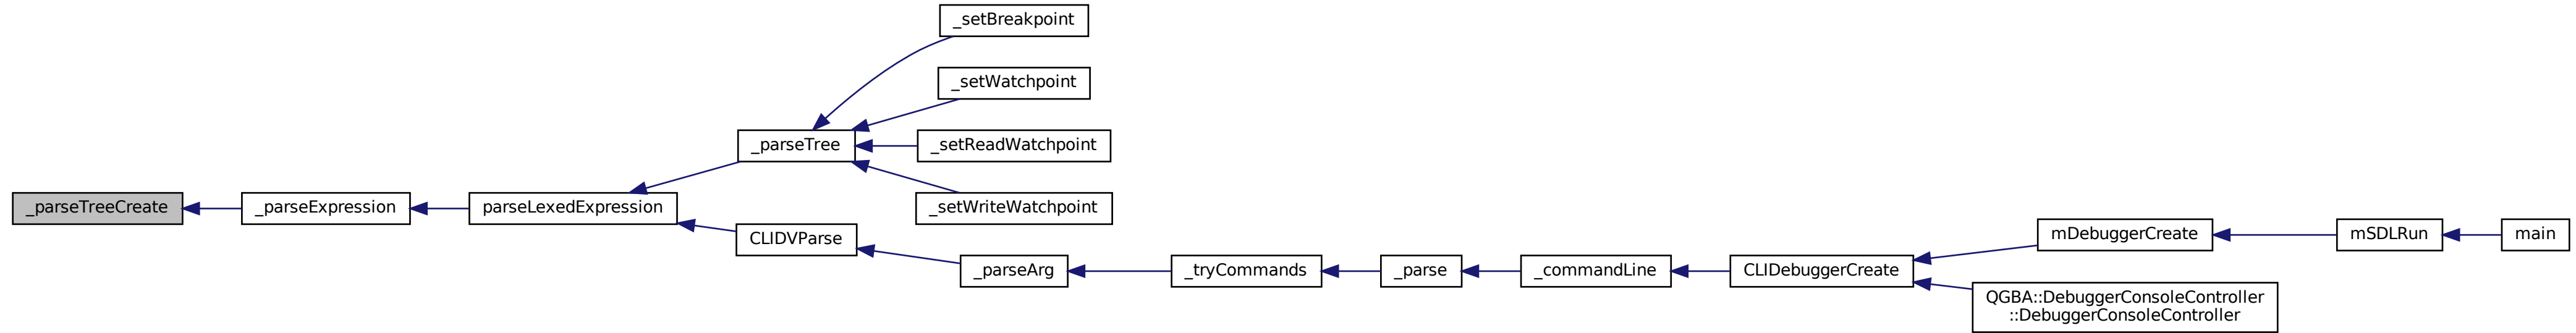 _setBreakpoint
_setWatchpoint
_parseTree
_setReadWatchpoint
_parseTreeCreate
_parseExpression
parseLexedExpression
_setWriteWatchpoint
CLIDVParse
mDebuggerCreate
mSDLRun
main
_parseArg
_tryCommands
_parse
_commandLine
CLIDebuggerCreate
QGBA::DebuggerConsoleController
::DebuggerConsoleController